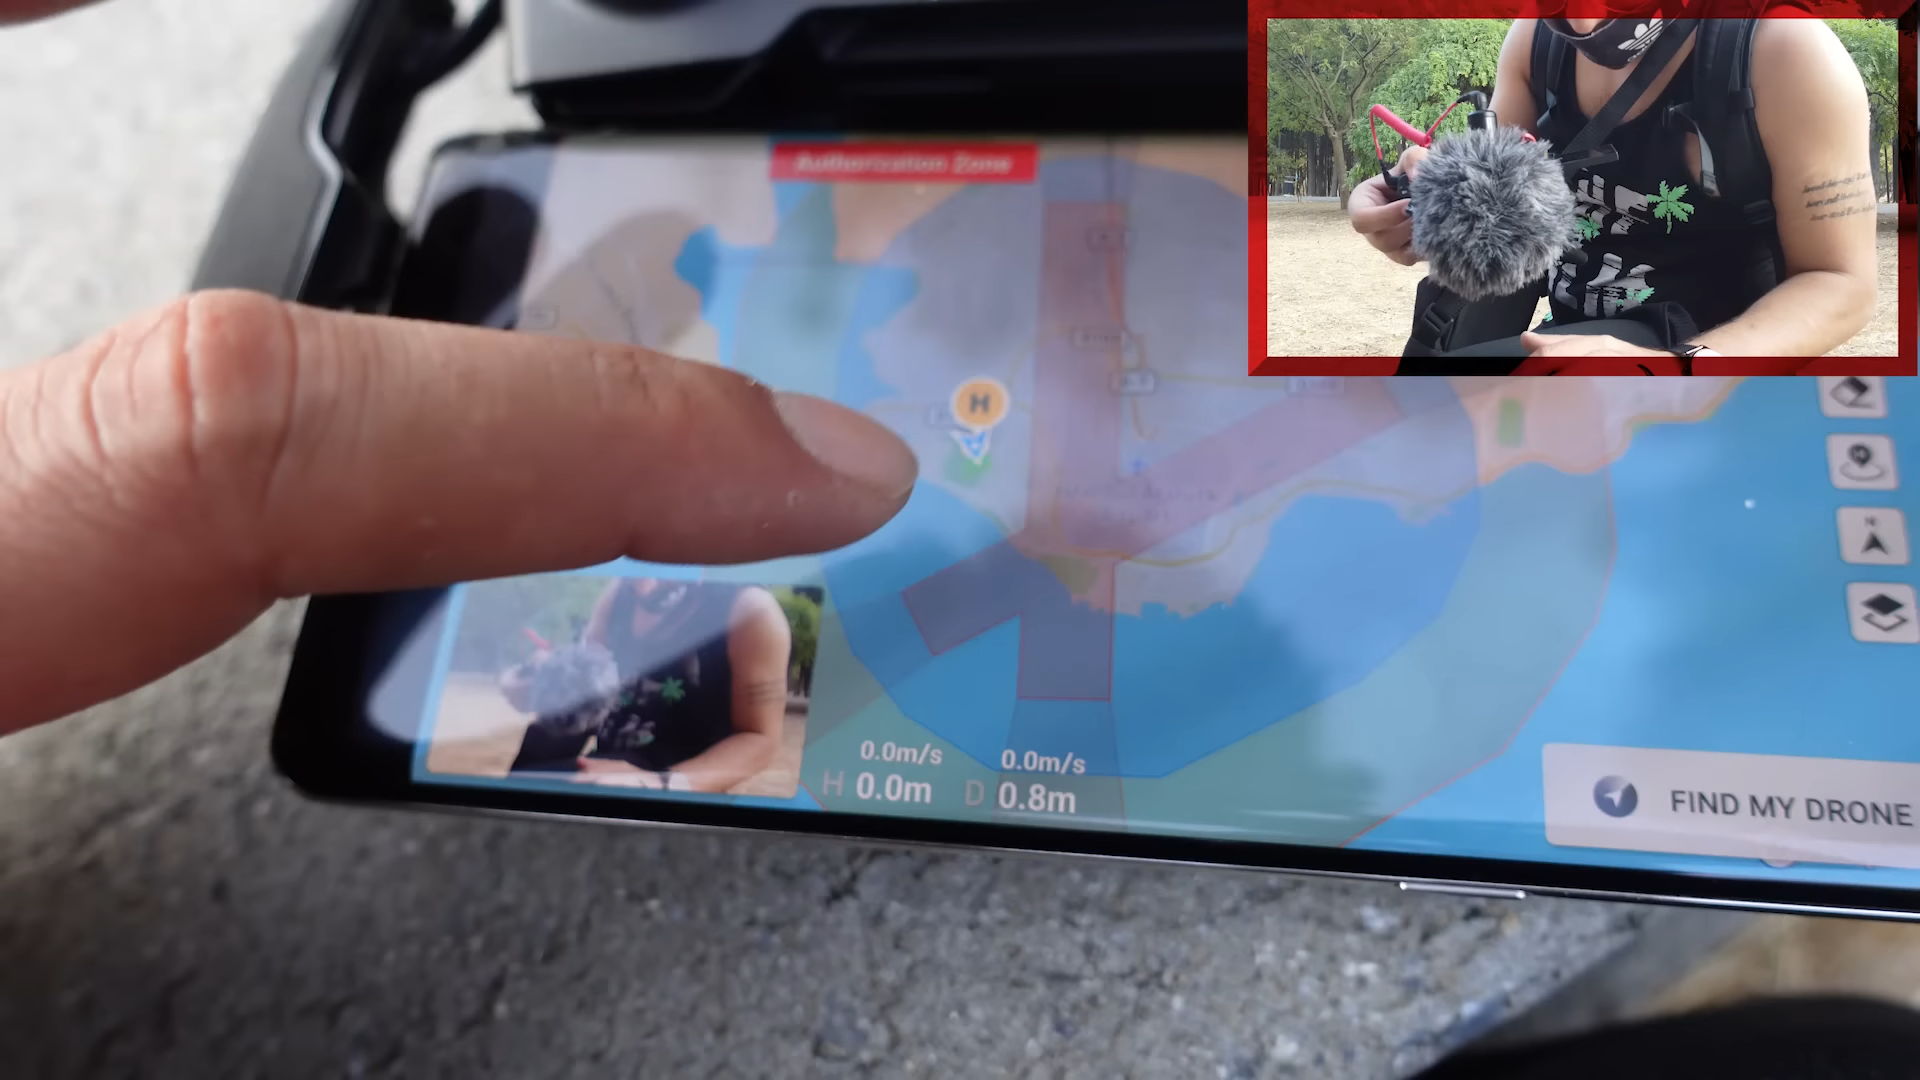 Authorization Zone
H
N
0.0m/s
0.0m/s
H 0.0m
D 0.8m
FIND MY DRONE